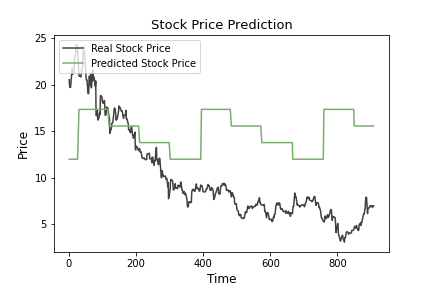 Stock Price Prediction
25
20
15
10
5
Price
Real Stock Price
Predicted Stock Price
0 200 400 600 800
Time